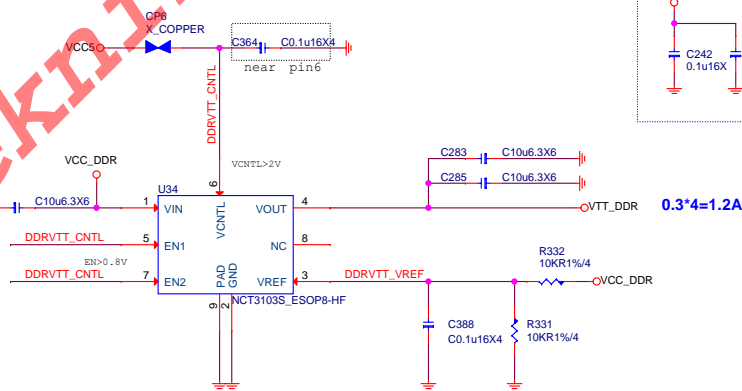 CP6
X_COPPER
VCC5
C364
C0.1u16X4
near pin6
C242
0.1u16X
DDRVTT_CNTL
VCC_DDR
VCNTL>2V
C283
C10u6.3X6
C285
C10u6.3X6
C10u6.3X6
U34
6
1
VIN
VCNTL
VOUT
4
VTT_DDR
0.3*4=1.2A
DDRVTT_CNTL
5
EN1
NC
8
EN>0.8V
DDRVTT_CNTL
7
EN2
PAD
GND
VREF
3
DDRVTT_VREF
R332
10KR1%/4
VCC_DDR
9
2
NCT3103S_ESOP8-HF
C388
C0.1u16X4
R331
10KR1%/4